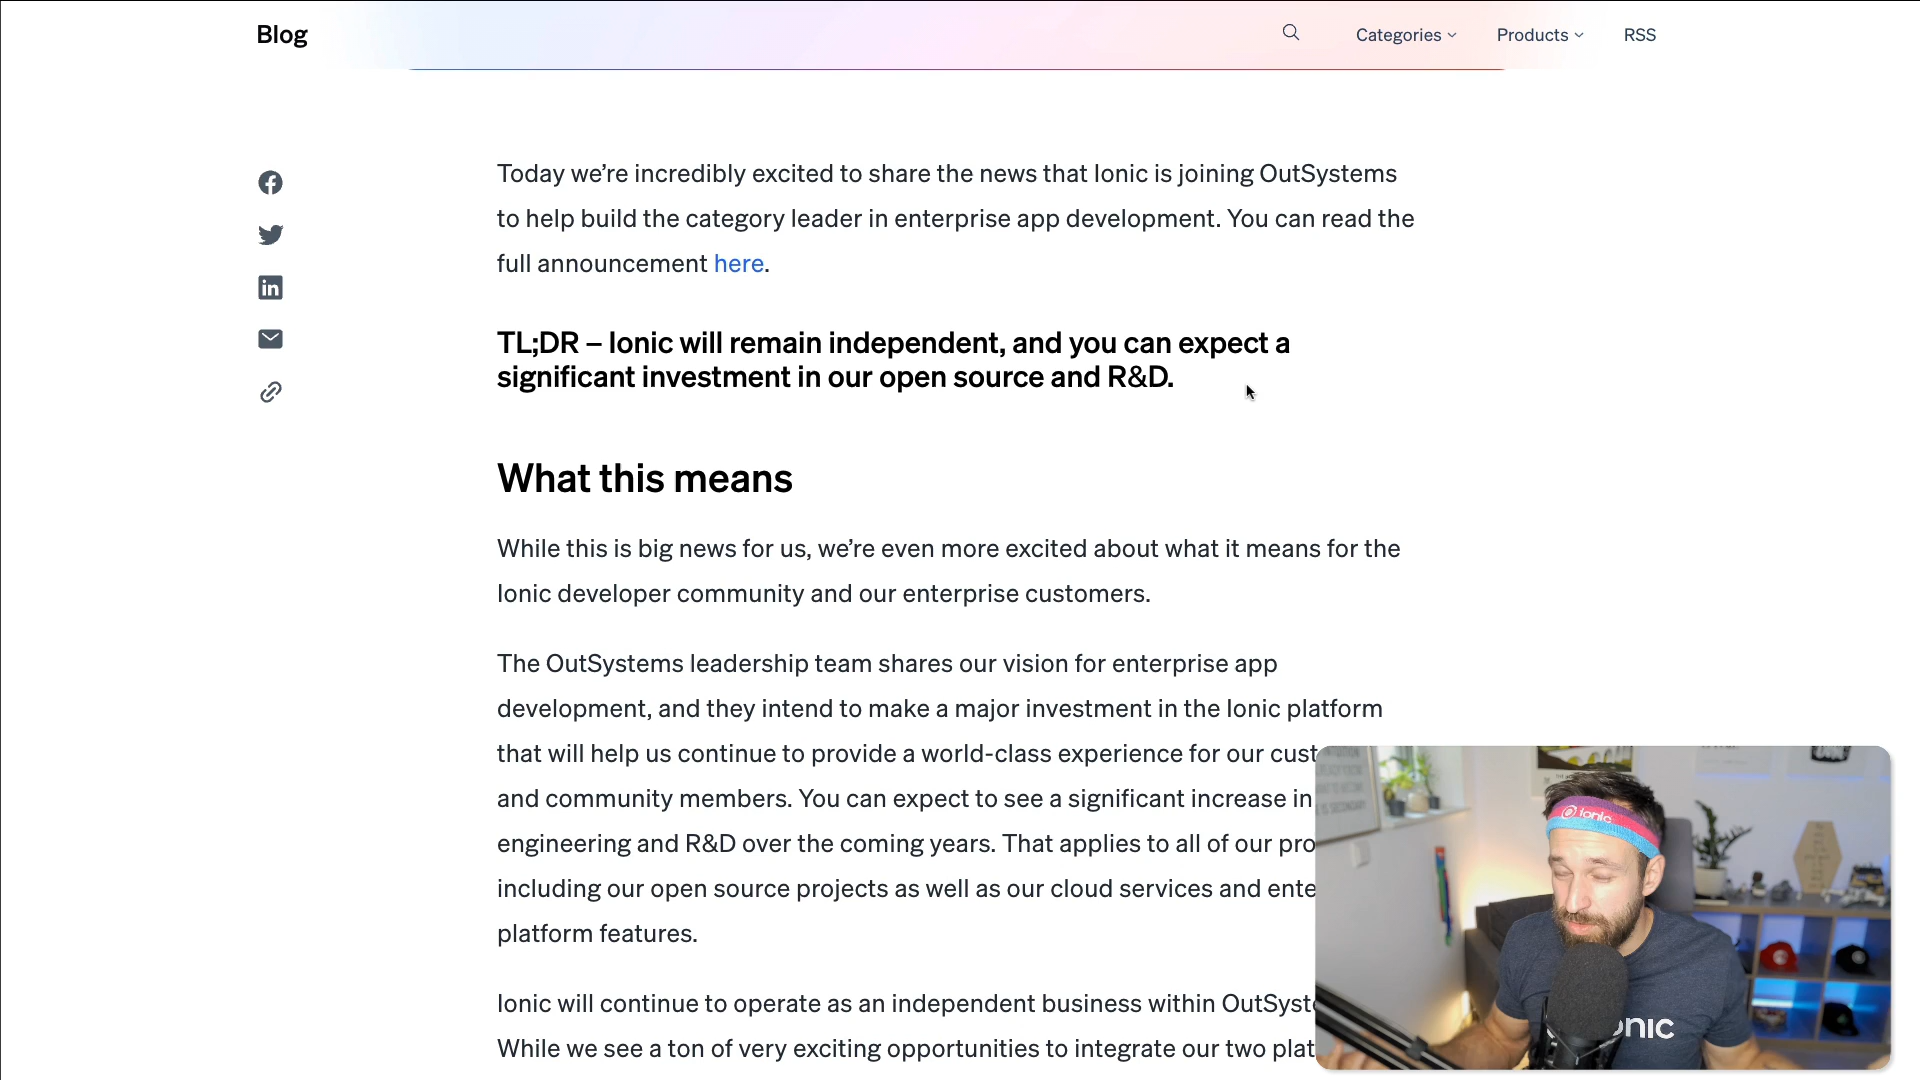 Blog
Categories
Products
RSS
Today we’re incredibly excited to share the news that Ionic is joining OutSystems
to help build the category leader in enterprise app development. You can read the
full announcement here.
TL;DR – Ionic will remain independent, and you can expect a
significant investment in our open source and R&D.
What this means
While this is big news for us, we’re even more excited about what it means for the
Ionic developer community and our enterprise customers.
The OutSystems leadership team shares our vision for enterprise app
development, and they intend to make a major investment in the Ionic platform
that will help us continue to provide a world-class experience for our cust
and community members. You can expect to see a significant increase in
engineering and R&D over the coming years. That applies to all of our pro
including our open source projects as well as our cloud services and ente
platform features.
Ionic will continue to operate as an independent business within OutSyst
While we see a ton of very exciting opportunities to integrate our two plat
ionic
onic